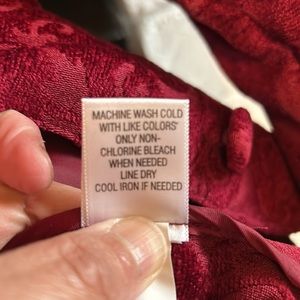 MACHINE WASH COLD
WITH LIKE COLORS'
ONLY NON-
CHLORINE BLEACH
WHEN NEEDED
LINE DRY
COOL IRON IF NEEDED